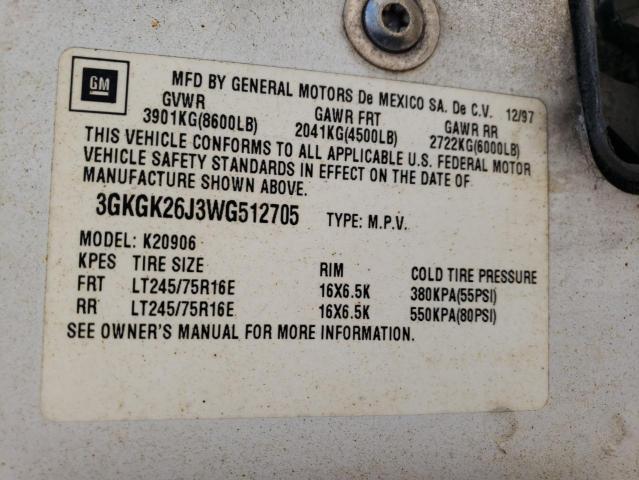 GM
MFD BY GENERAL MOTORS De MEXICO SA. De C.V. 12/97
GVWR GAWR FRT GAWR RR
3901KG(8600LB) 2041KG(4500LB) 2722KG(6000LB)
THIS VEHICLE CONFORMS TO ALL APPLICABLE U.S. FEDERAL MOTOR
VEHICLE SAFETY STANDARDS IN EFFECT ON THE DATE OF
MANUFACTURE SHOWN ABOVE.
3GKGK26J3WG512705 TYPE: M.P.V.
MODEL: K20906
KPES TIRE SIZE RIM COLD TIRE PRESSURE
FRT LT245/75R16E 16X6.5K 380KPA(55PSI)
RR LT245/75R16E 16X6.5K 550KPA(80PSI)
SEE OWNER'S MANUAL FOR MORE INFORMATION.